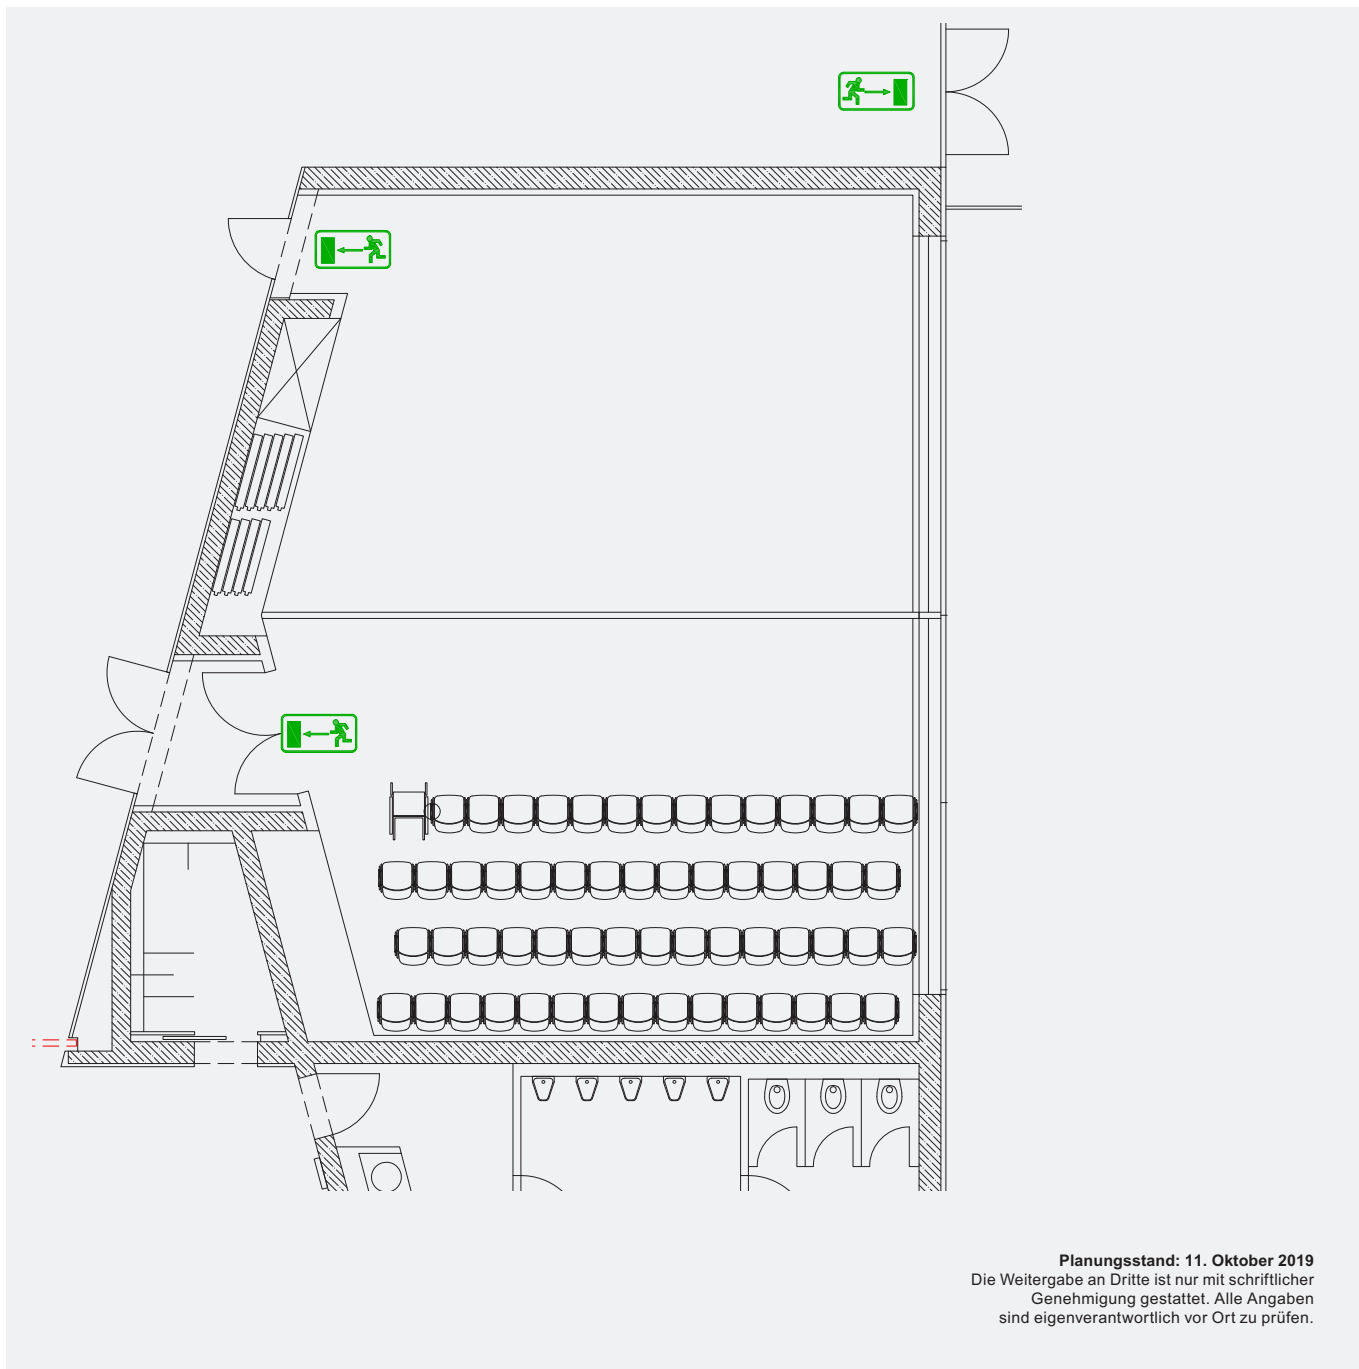 Planungsstand: 11. Oktober 2019
Die Weitergabe an Dritte ist nur mit schriftlicher
Genehmigung gestattet. Alle Angaben
sind eigenverantwortlich vor Ort zu prüfen.